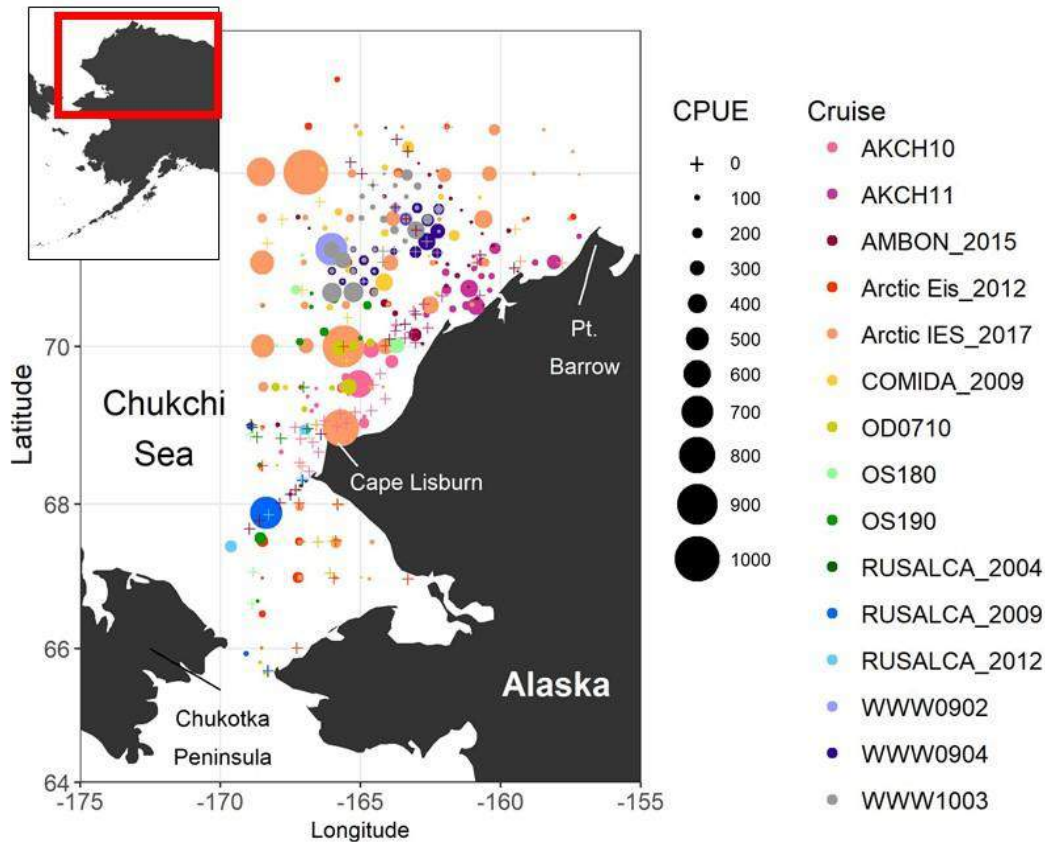 CPUE
0
100
200
300
400
500
600
700
800
900
1000
Cruise
AKCH10
AKCH11
AMBON_2015
Arctic Eis_2012
Arctic IES_2017
COMIDA_2009
OD0710
OS180
OS190
RUSALCA_2004
RUSALCA_2009
RUSALCA_2012
WWW0902
WWW0904
WWW1003
Latitude
70
68
66
64
Chukchi
Sea
Pt.
Barrow
Cape Lisburn
Alaska
Chukotka
Peninsula
-175
-170
-165
-160
-155
Longitude